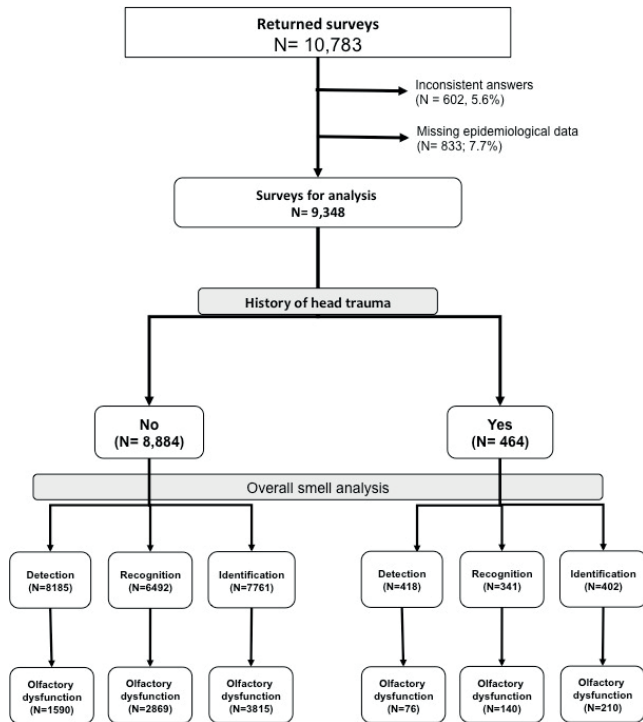 Returned surveys
N= 10,783
Inconsistent answers
(N = 602, 5.6%)
Missing epidemiological data
(N= 833; 7.7%)
Surveys for analysis
N= 9,348
History of head trauma
No
(N= 8,884)
Yes
(N= 464)
Overall smell analysis
Detection
(N=8185)
Recognition
(N=6492)
Identification
(N=7761)
Detection
(N=418)
Recognition
(N=341)
Identification
(N=402)
Olfactory
dysfunction
(N=1590)
Olfactory
dysfunction
(N=2869)
Olfactory
dysfunction
(N=3815)
Olfactory
dysfunction
(N=76)
Olfactory
dysfunction
(N=140)
Olfactory
dysfunction
(N=210)